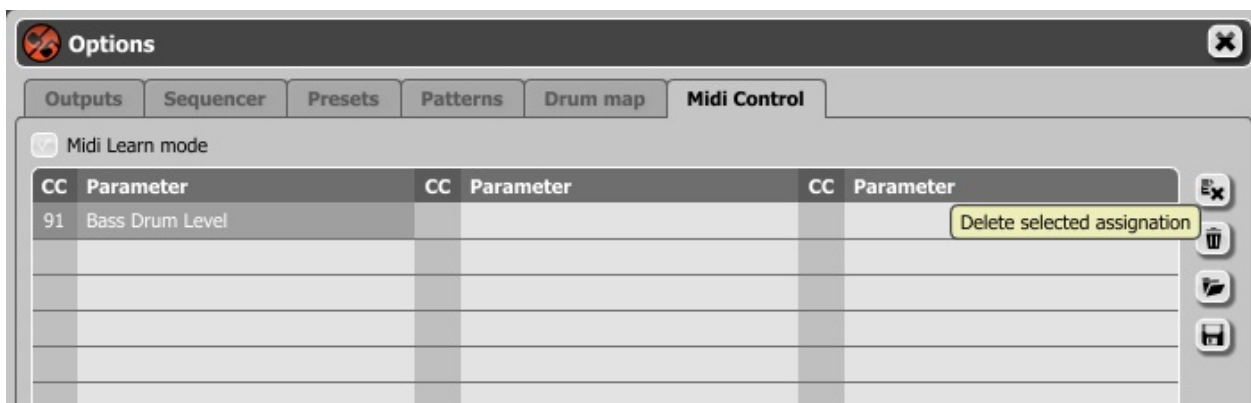 Options
Outputs Sequencer Presets Patterns Drum map Midi Control
Midi Learn mode
CC Parameter CC Parameter CC Parameter
91 Bass Drum Level
Delete selected assignation